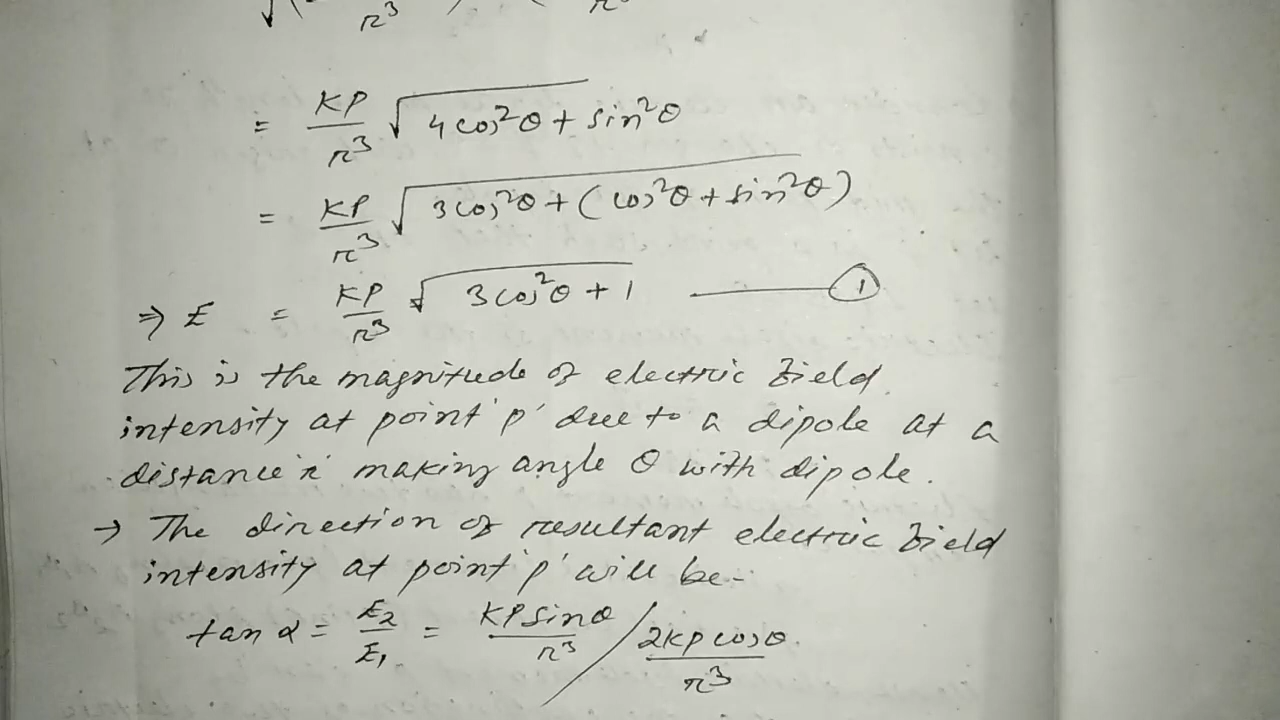 r³ r³
= KP/r³ √4cos²θ + sin²θ
= KP/r³ √3cos²θ + (cos²θ + sin²θ)
⇒ E = KP/r³ √3cos²θ + 1 —— ①
This is the magnitude of electric field
intensity at point 'p' due to a dipole at a
distance 'r' making angle θ with dipole.
→ The direction of resultant electric field
intensity at point 'p' will be-
tan α = E₂/E₁ = KP sinθ/r³ / 2KP cosθ/r³